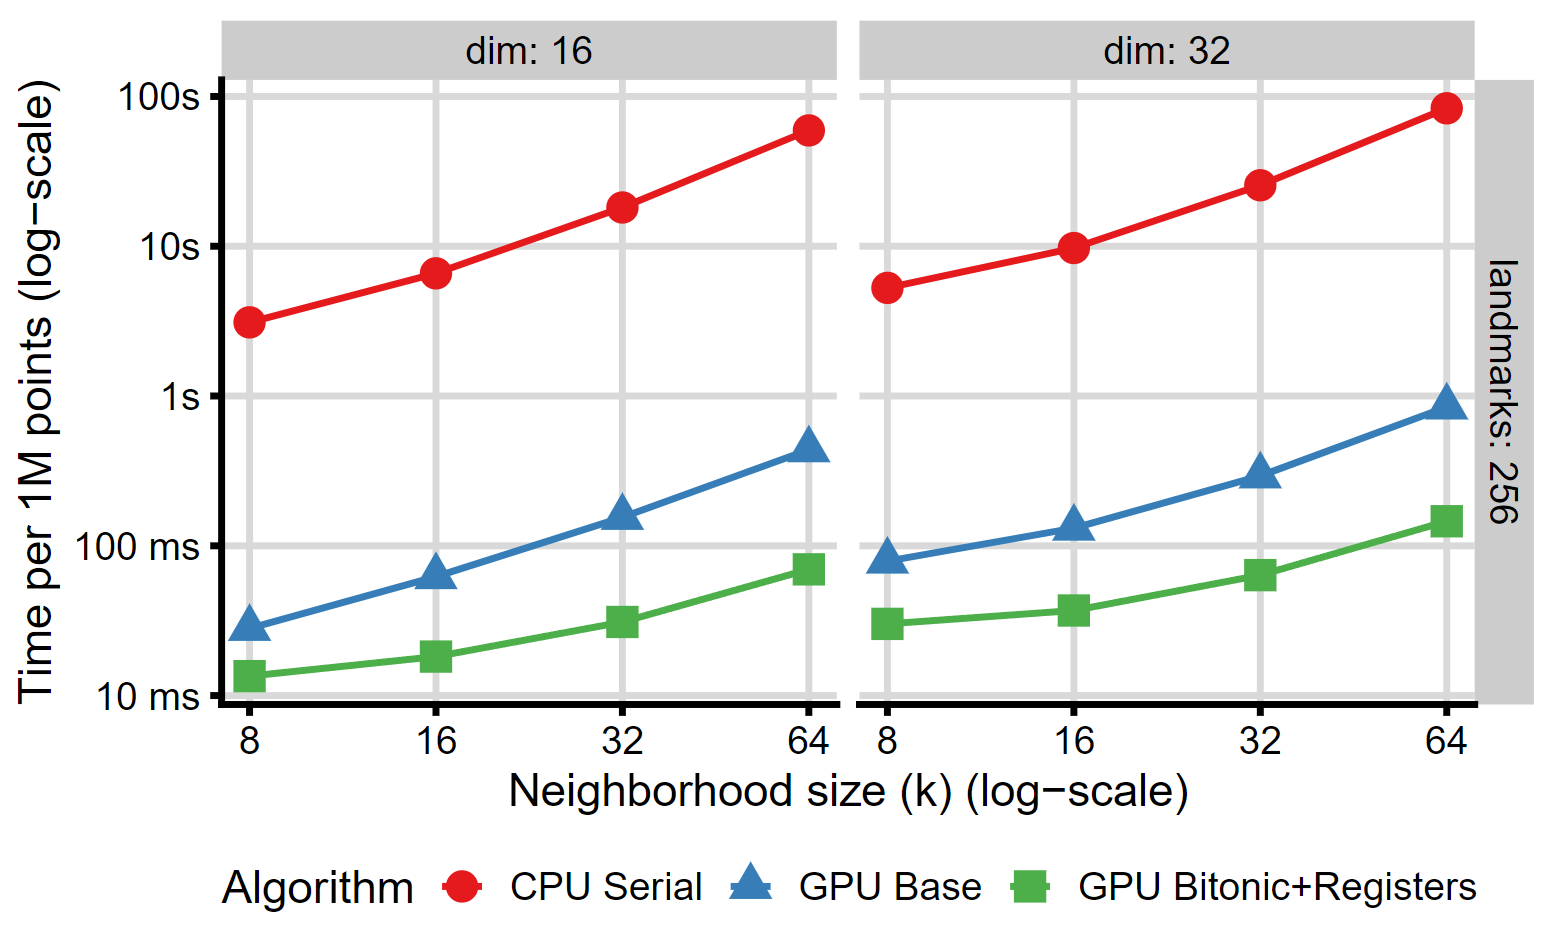 dim: 16
dim: 32
Time per 1M points (log−scale)
100s
10s
1s
100 ms
10 ms
landmarks: 256
8 16 32 64
8 16 32 64
Neighborhood size (k) (log−scale)
Algorithm CPU Serial GPU Base GPU Bitonic+Registers